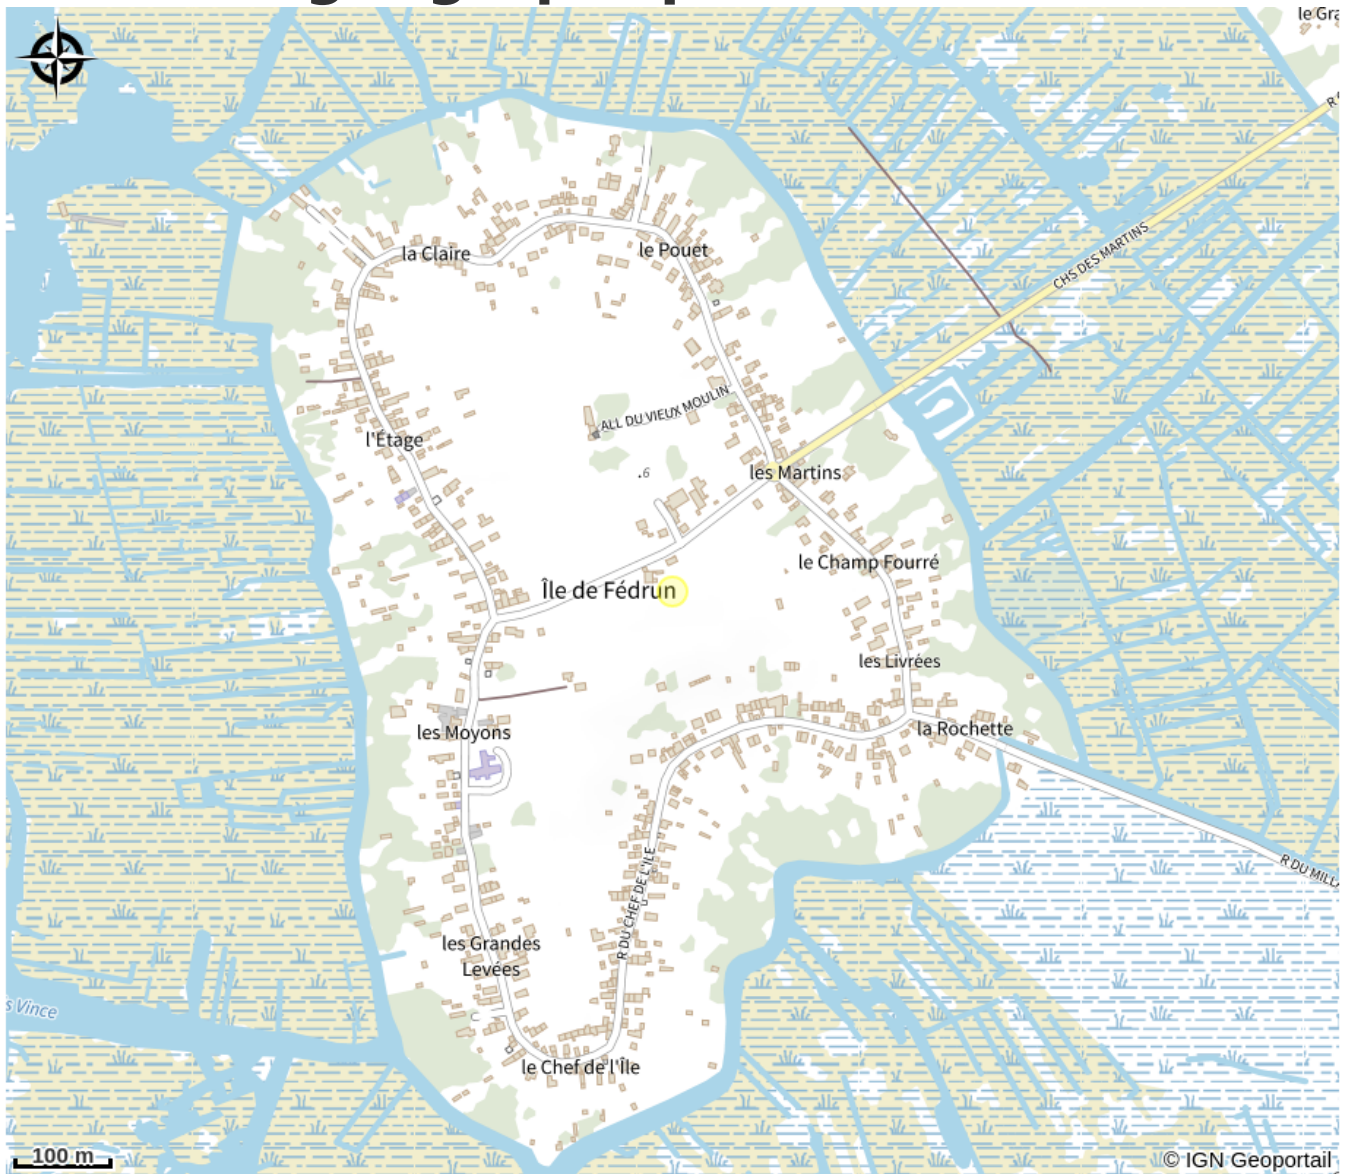 le Gra
la Claire
le Pouet
CHS DES MARTINS
ALL DU VIEUX MOULIN
l'Étage
.6
les Martins
le Champ Fourré
Île de Fédrun
les Livrées
les Moyons
la Rochette
R DU CHEF DE L'ILE
R DU MILL
les Grandes
Levées
s Vince
le Chef de l'Île
100 m
© IGN Geoportail